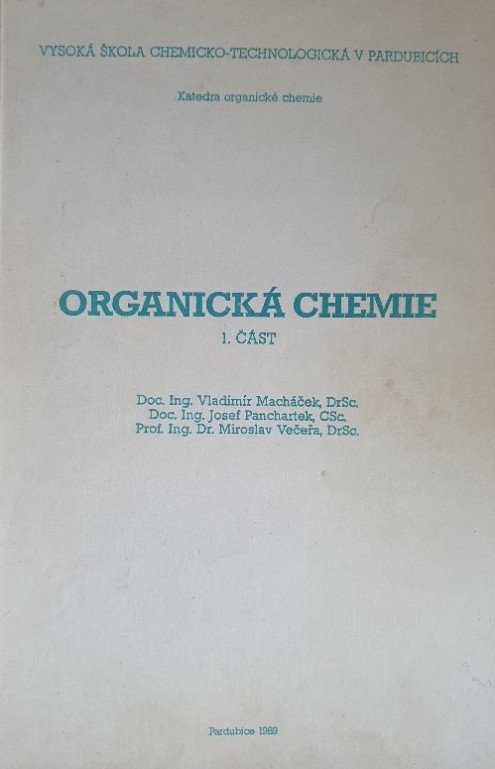 VYSOKÁ ŠKOLA CHEMICKO-TECHNOLOGICKÁ V PARDUBICÍCH
Katedra organické chemie
ORGANICKÁ CHEMIE
1. ČÁST
Doc. Ing. Vladimír Macháček, DrSc.
Doc. Ing. Josef Panchartek, CSc.
Prof. Ing. Dr. Miroslav Večeřa, DrSc.
Pardubice 1989